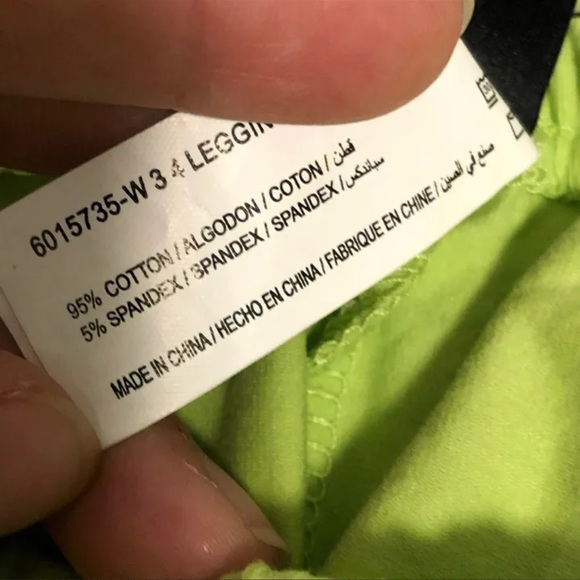 6015735-W 3 4 LEGGIN
95% COTTON / ALGODON / COTON / قطن
5% SPANDEX / SPANDEX / SPANDEX / سباندكس
MADE IN CHINA / HECHO EN CHINA / FABRIQUE EN CHINE / صنع في الصين